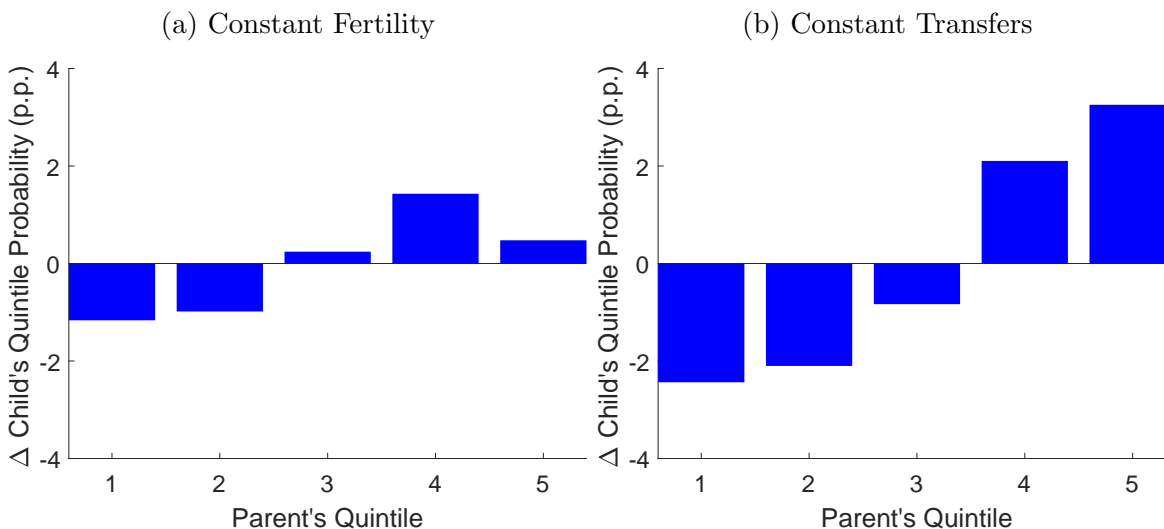 (a) Constant Fertility
Δ Child's Quintile Probability (p.p.)
4
2
0
-2
-4
1 2 3 4 5
Parent's Quintile
(b) Constant Transfers
Δ Child's Quintile Probability (p.p.)
4
2
0
-2
-4
1 2 3 4 5
Parent's Quintile